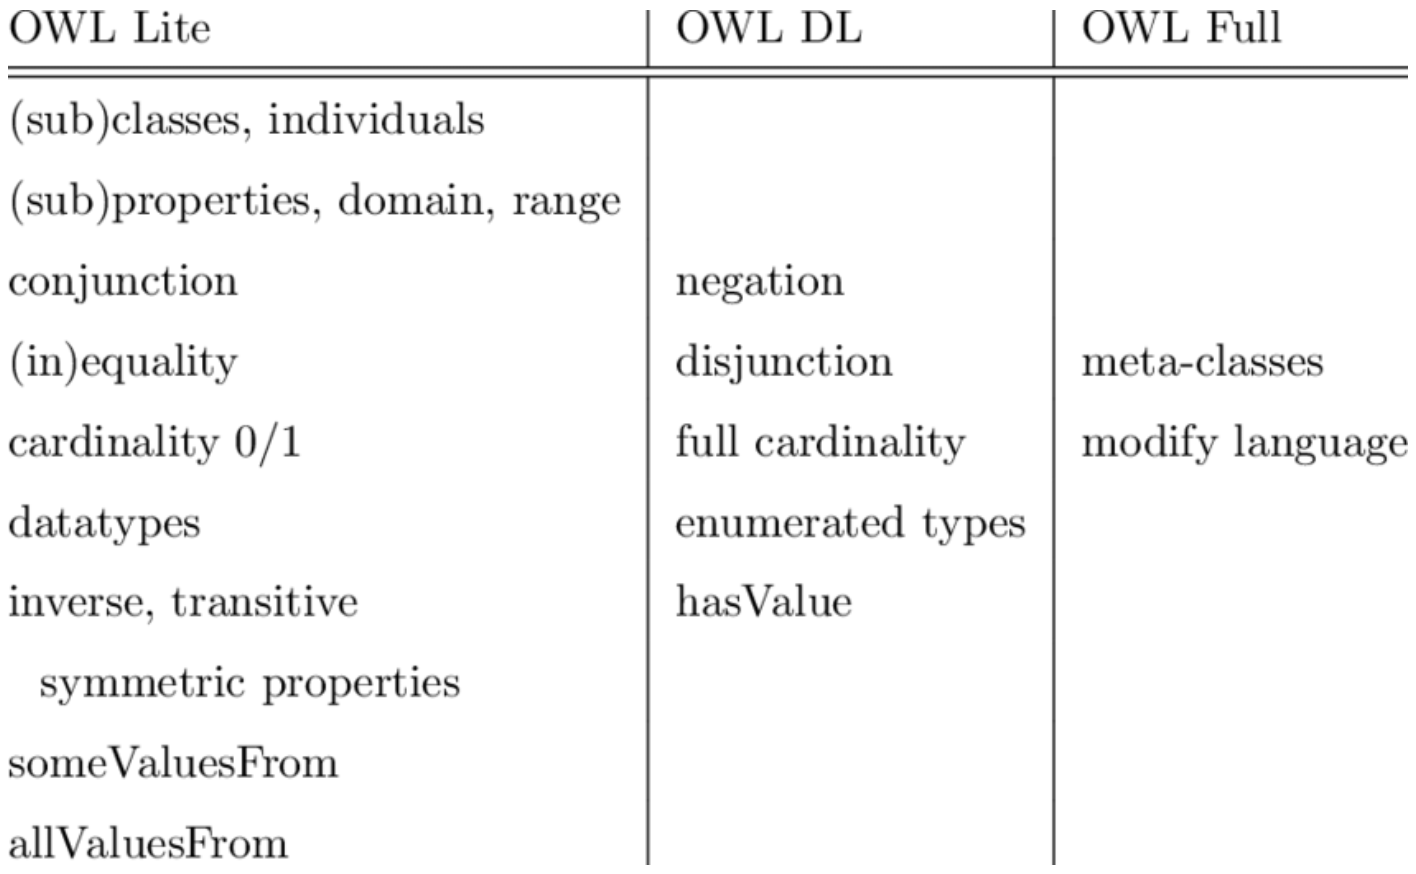 OWL Lite OWL DL OWL Full
(sub)classes, individuals
(sub)properties, domain, range
conjunction negation
(in)equality disjunction meta-classes
cardinality 0/1 full cardinality modify language
datatypes enumerated types
inverse, transitive hasValue
symmetric properties
someValuesFrom
allValuesFrom